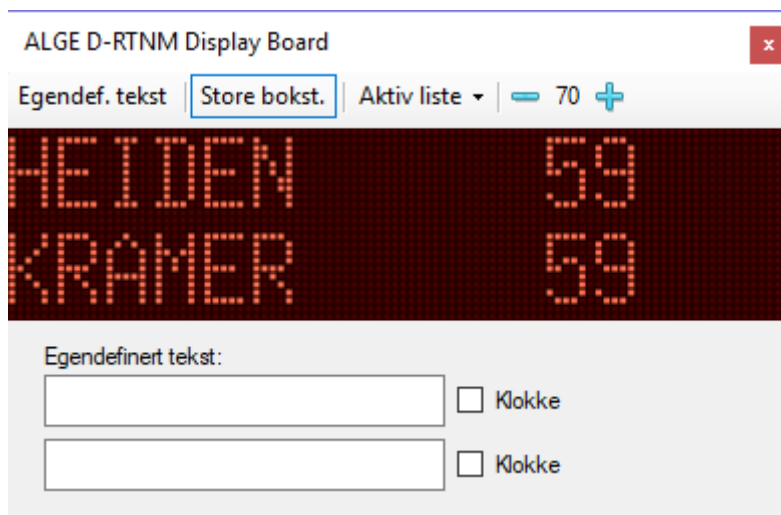 ALGE D-RTNM Display Board
x
Egendef. tekst Store bokst. Aktiv liste 70
HEIDEN 59
KRAMER 59
Egendefinert tekst:
Klokke
Klokke